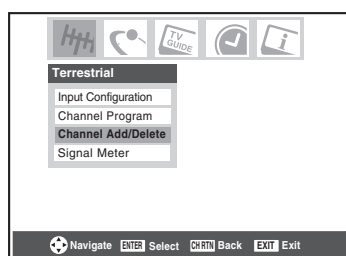 TV
GUIDE
i
Terrestrial
Input Configuration
Channel Program
Channel Add/Delete
Signal Meter
Navigate ENTER Select CH RTN Back EXIT Exit